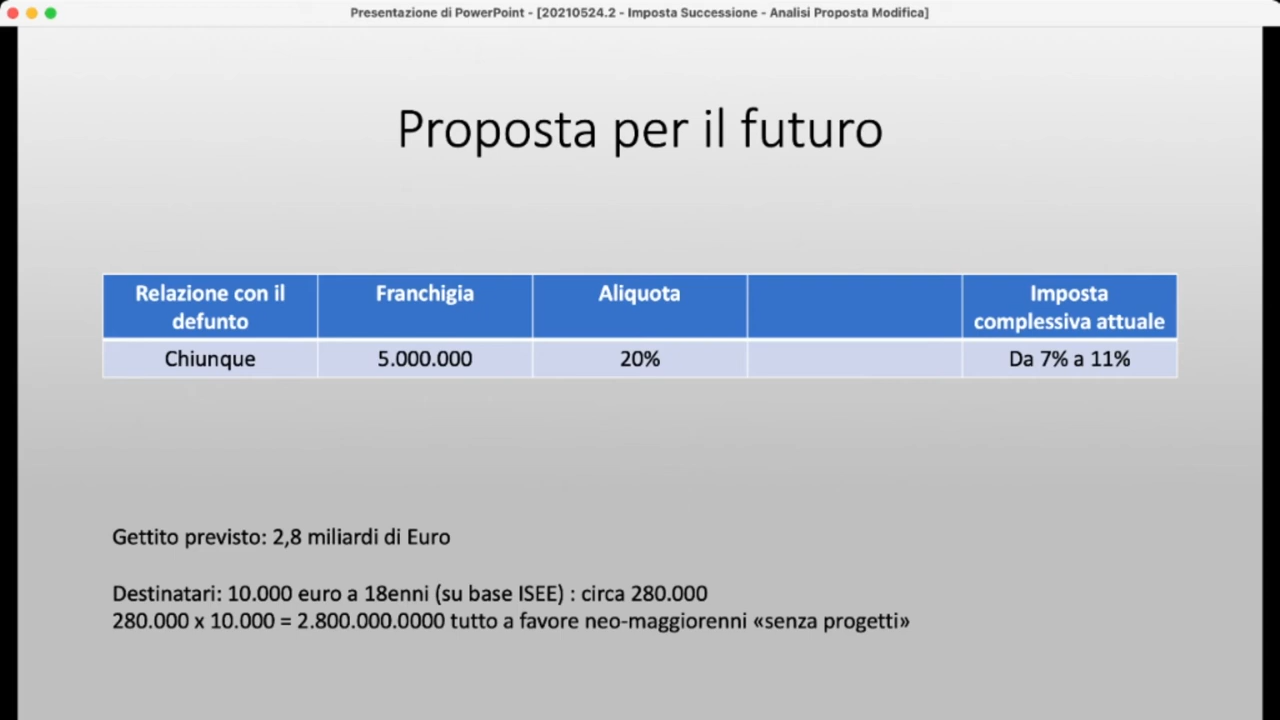 Presentazione di PowerPoint - [20210524.2 - Imposta Successione - Analisi Proposta Modifica]
Proposta per il futuro
Relazione con il defunto Franchigia Aliquota Imposta complessiva attuale
Chiunque 5.000.000 20% Da 7% a 11%
Gettito previsto: 2,8 miliardi di Euro
Destinatari: 10.000 euro a 18enni (su base ISEE) : circa 280.000
280.000 x 10.000 = 2.800.000.0000 tutto a favore neo-maggiorenni «senza progetti»